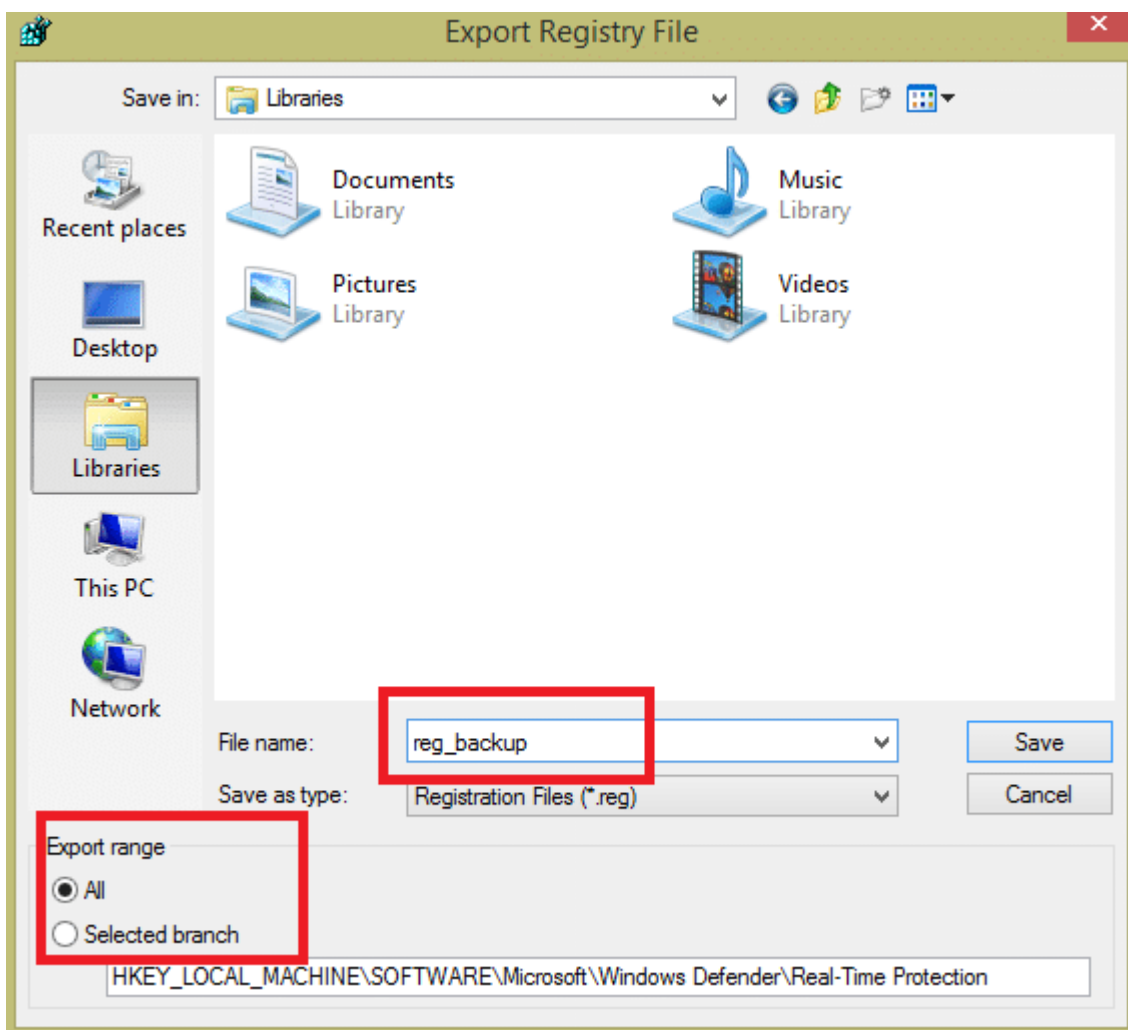 Export Registry File
Save in:
Libraries
Recent places
Desktop
Libraries
This PC
Network
Documents
Library
Music
Library
Pictures
Library
Videos
Library
File name:
reg_backup
Save
Save as type:
Registration Files (*.reg)
Cancel
Export range
All
Selected branch
HKEY_LOCAL_MACHINE\SOFTWARE\Microsoft\Windows Defender\Real-Time Protection